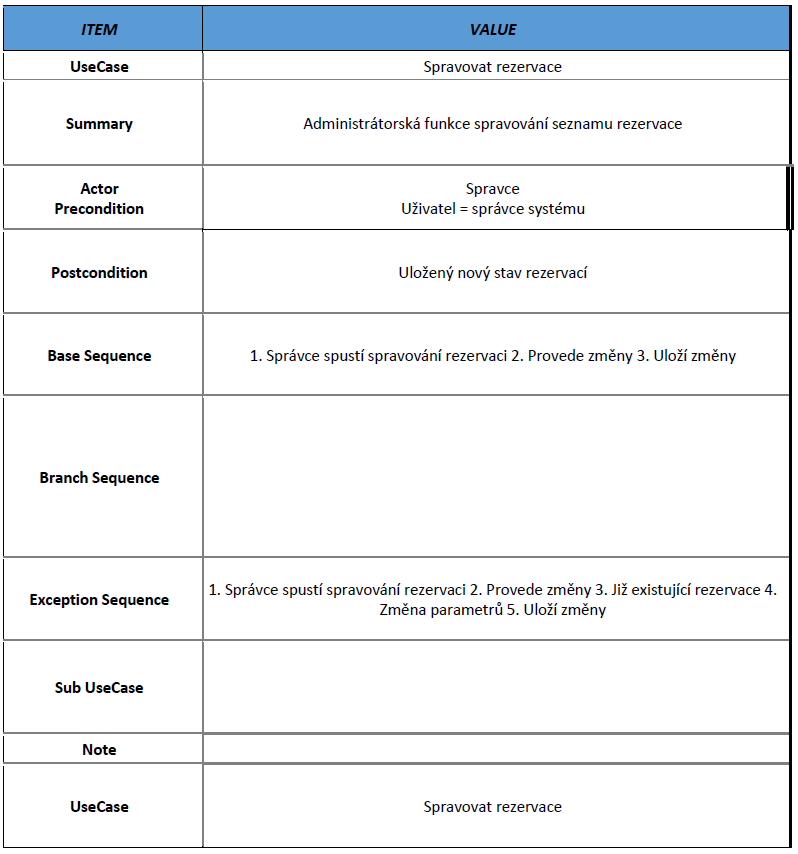 ITEM VALUE
UseCase Spravovat rezervace
Summary Administrátorská funkce spravování seznamu rezervace
Actor Spravce
Precondition Uživatel = správce systému
Postcondition Uložený nový stav rezervací
Base Sequence 1. Správce spustí spravování rezervaci 2. Provede změny 3. Uloží změny
Branch Sequence
Exception Sequence 1. Správce spustí spravování rezervaci 2. Provede změny 3. Již existující rezervace 4.
Změna parametrů 5. Uloží změny
Sub UseCase
Note
UseCase Spravovat rezervace